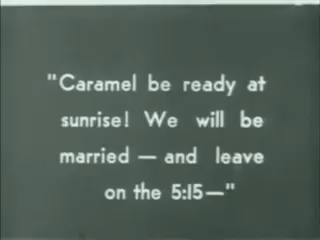 "Caramel be ready at
sunrise! We will be
married — and leave
on the 5:15—"